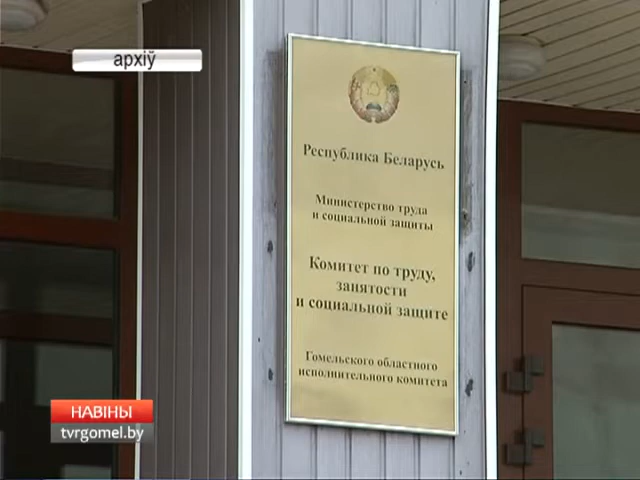 архіў
Республика Беларусь
Министерство труда
и социальной защиты
Комитет по труду,
занятости
и социальной защите
Гомельского областного
исполнительного комитета
НАВІНЫ
tvrgomel.by